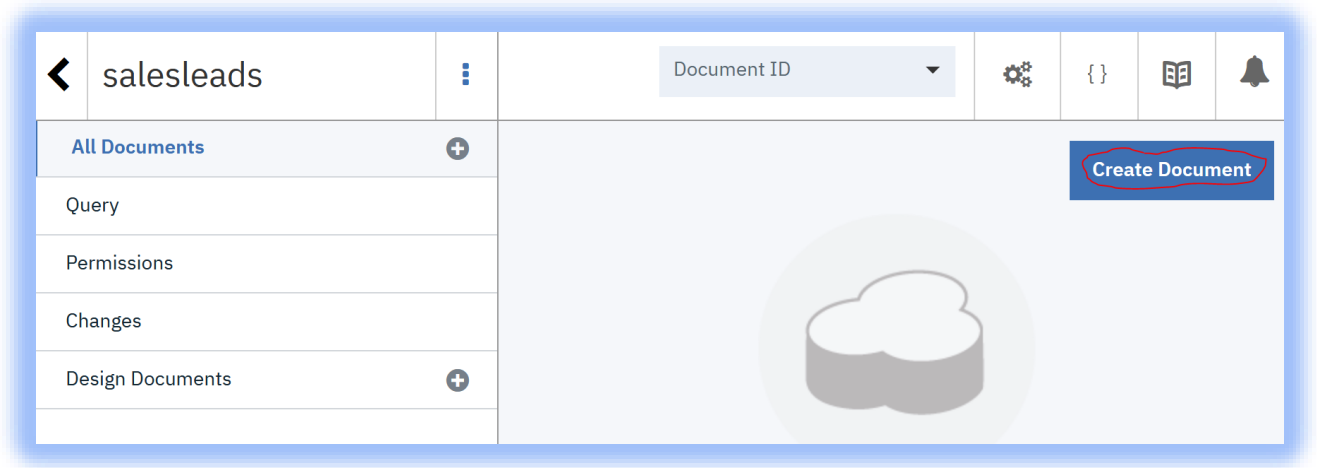 salesleads
Document ID
{ }
All Documents
Create Document
Query
Permissions
Changes
Design Documents